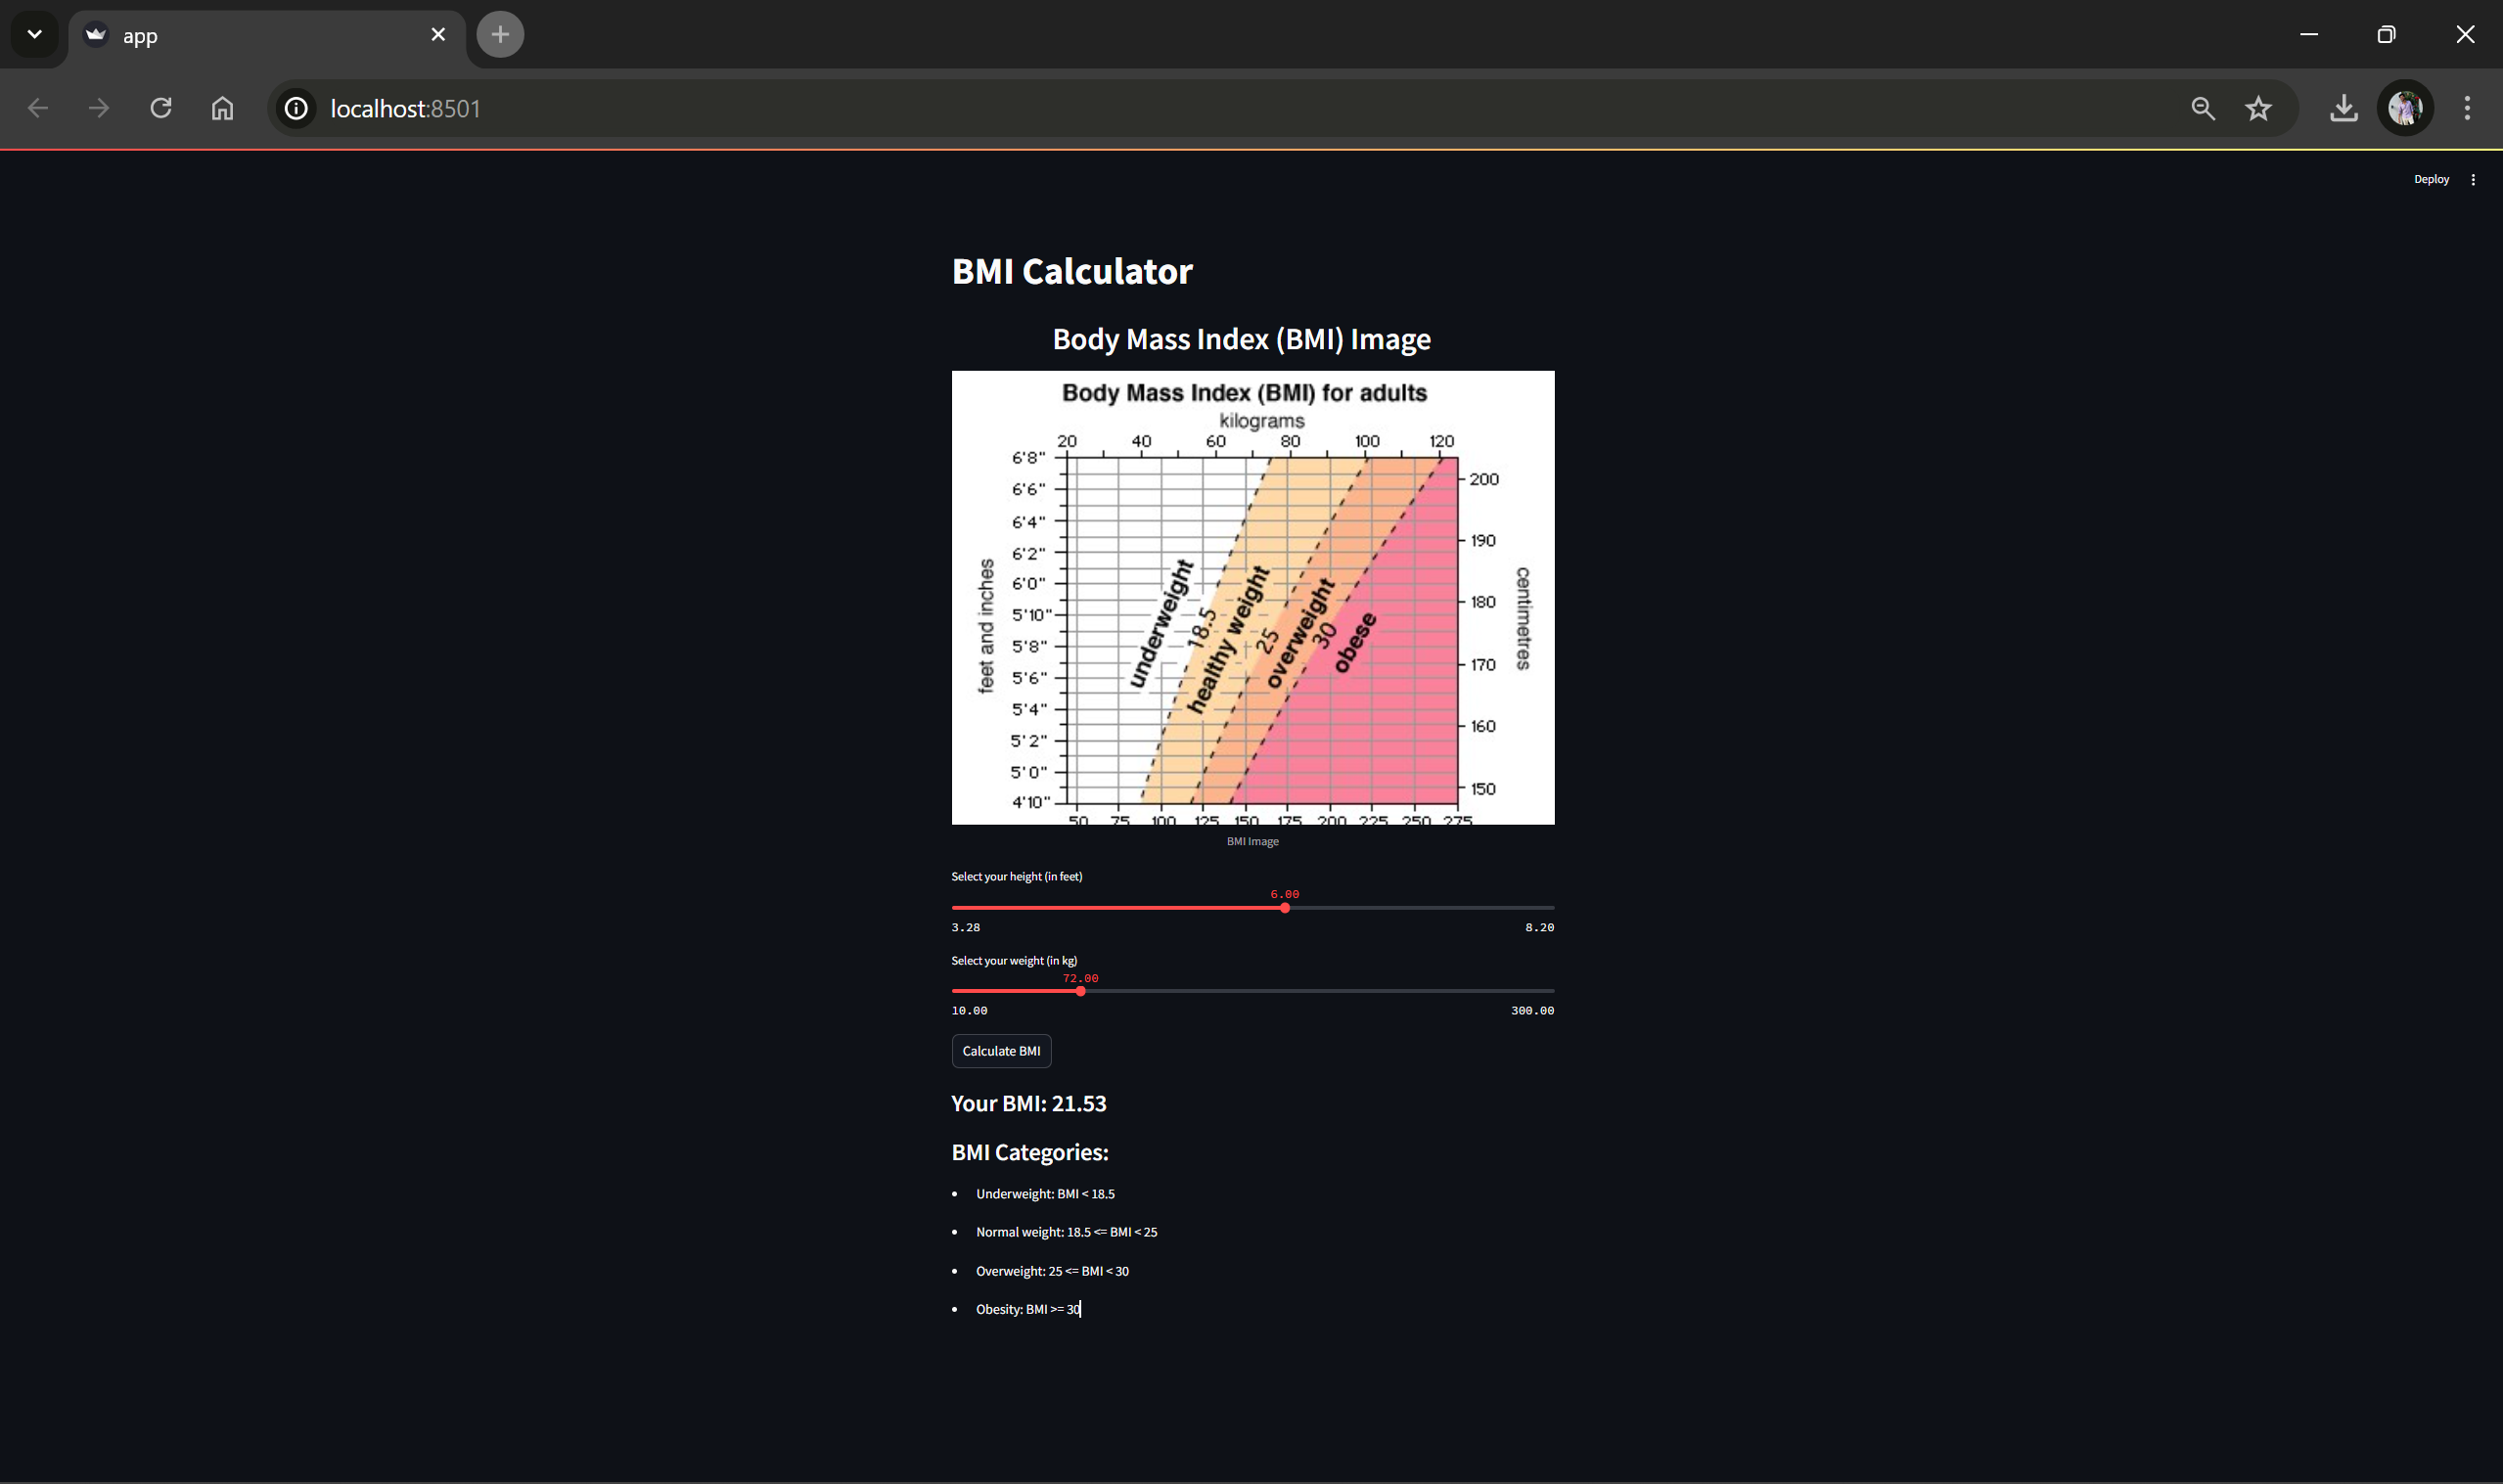 app
localhost:8501
Deploy
BMI Calculator
Body Mass Index (BMI) Image
Body Mass Index (BMI) for adults
kilograms
20 40 60 80 100 120
6'8"
6'6"
6'4"
6'2"
6'0"
5'10"
5'8"
5'6"
5'4"
5'2"
5'0"
4'10"
feet and inches
underweight
18.5
healthy weight
25
overweight
30
obese
200
190
180
170
160
150
centimetres
50 75 100 125 150 175 200 225 250 275
BMI Image
Select your height (in feet)
6.00
3.28 8.20
Select your weight (in kg)
72.00
10.00 300.00
Calculate BMI
Your BMI: 21.53
BMI Categories:
• Underweight: BMI < 18.5
• Normal weight: 18.5 <= BMI < 25
• Overweight: 25 <= BMI < 30
• Obesity: BMI >= 30